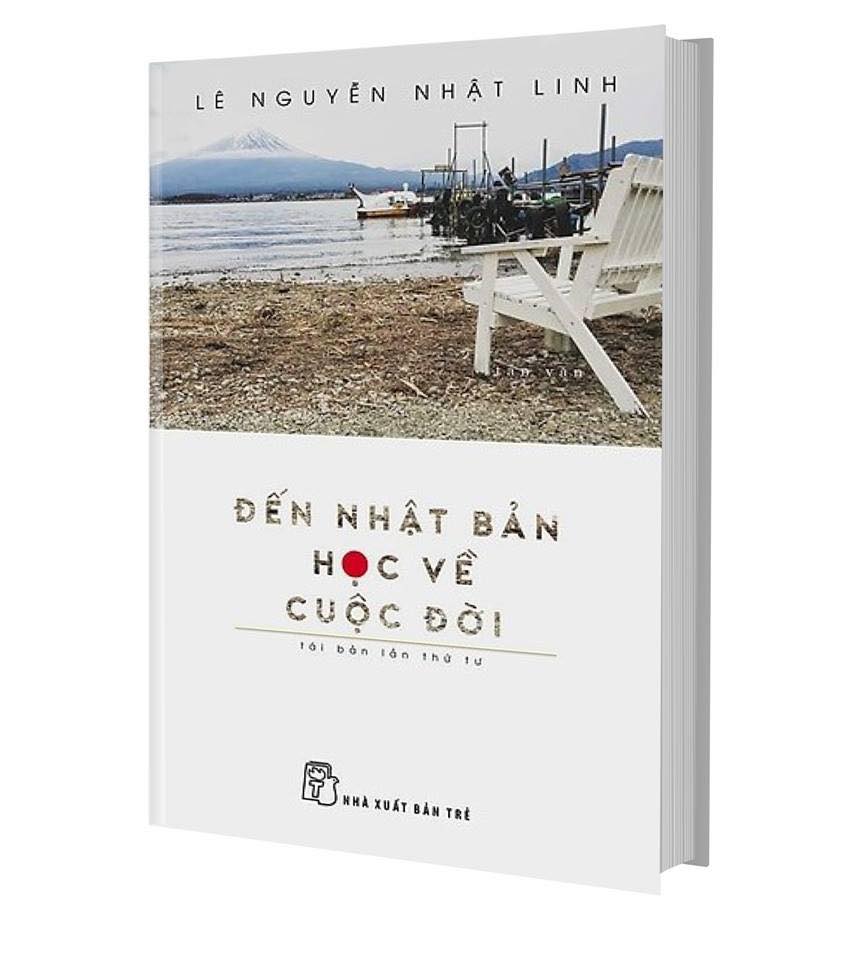 LÊ NGUYỄN NHẬT LINH
tản văn
ĐẾN NHẬT BẢN
HỌC VỀ
CUỘC ĐỜI
tái bản lần thứ tư
T
NHÀ XUẤT BẢN TRẺ